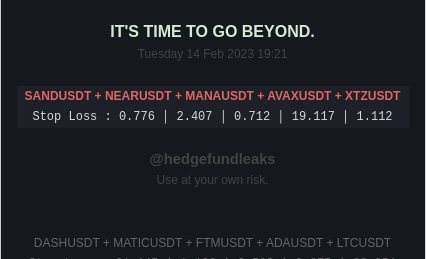 IT'S TIME TO GO BEYOND.
Tuesday 14 Feb 2023 19:21
SANDUSDT + NEARUSDT + MANAUSDT + AVAXUSDT + XTZUSDT
Stop Loss : 0.776 | 2.407 | 0.712 | 19.117 | 1.112
@hedgefundleaks
Use at your own risk.
DASHUSDT + MATICUSDT + FTMUSDT + ADAUSDT + LTCUSDT